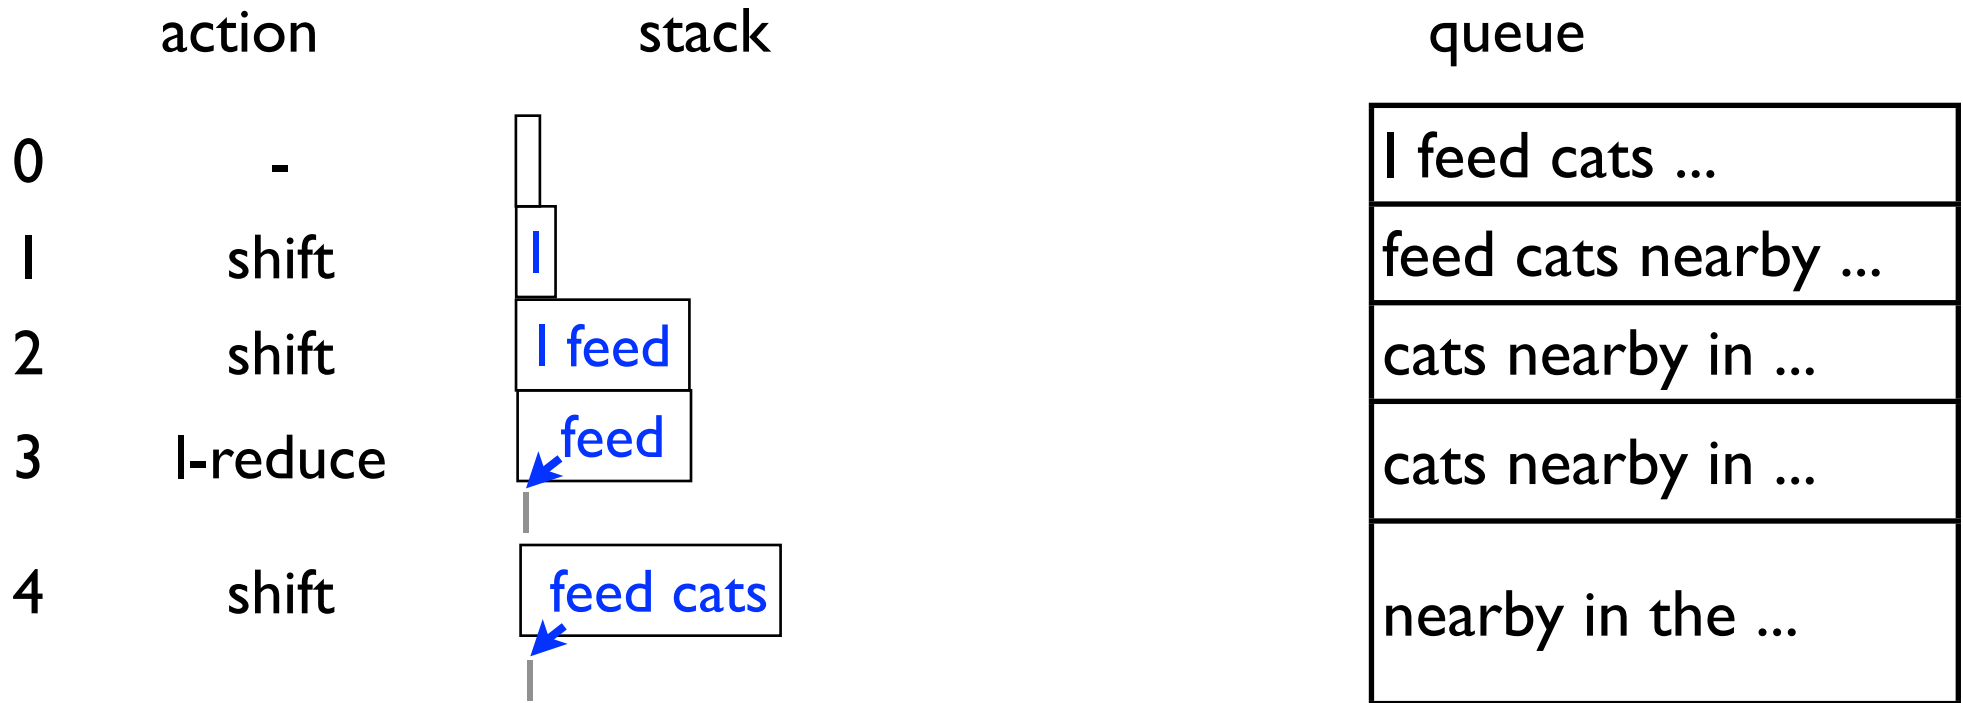 action stack queue
0 - I feed cats ...
1 shift I feed cats nearby ...
2 shift I feed cats nearby in ...
3 l-reduce feed cats nearby in ...
I
4 shift feed cats nearby in the ...
I